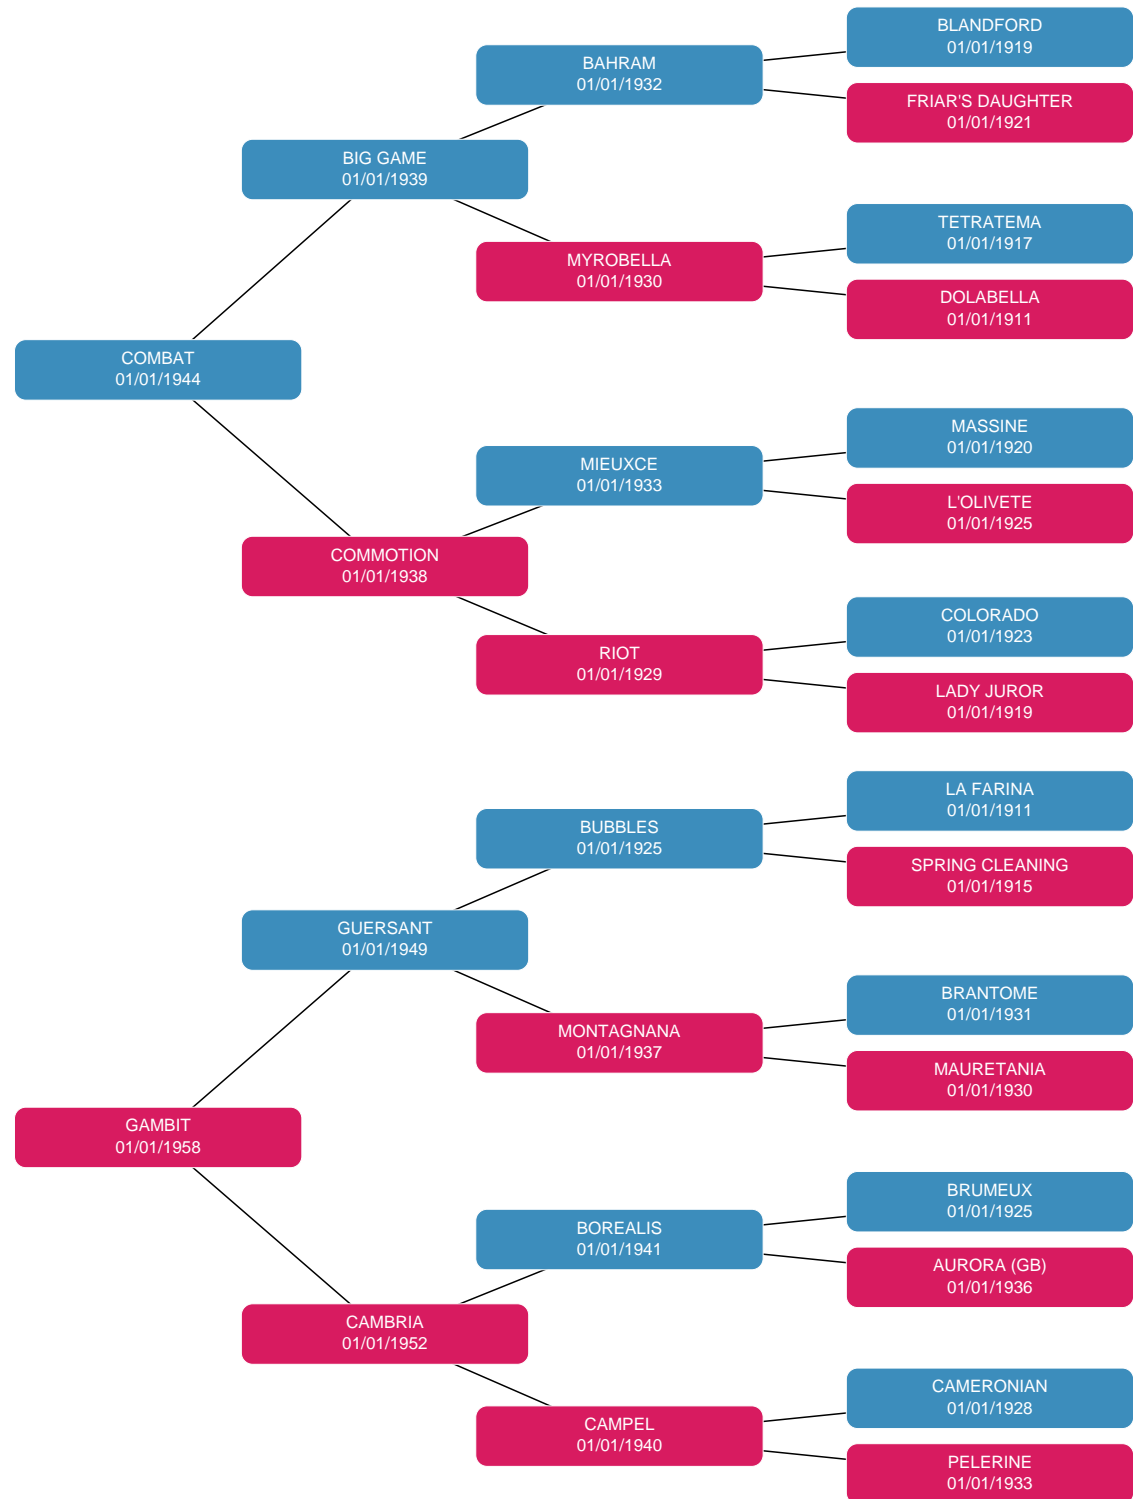 BLANDFORD
01/01/1919
BAHRAM
01/01/1932
FRIAR'S DAUGHTER
01/01/1921
BIG GAME
01/01/1939
TETRATEMA
01/01/1917
MYROBELLA
01/01/1930
DOLABELLA
01/01/1911
COMBAT
01/01/1944
MASSINE
01/01/1920
MIEUXCE
01/01/1933
L'OLIVETE
01/01/1925
COMMOTION
01/01/1938
COLORADO
01/01/1923
RIOT
01/01/1929
LADY JUROR
01/01/1919
LA FARINA
01/01/1911
BUBBLES
01/01/1925
SPRING CLEANING
01/01/1915
GUERSANT
01/01/1949
BRANTOME
01/01/1931
MONTAGNANA
01/01/1937
MAURETANIA
01/01/1930
GAMBIT
01/01/1958
BRUMEUX
01/01/1925
BOREALIS
01/01/1941
AURORA (GB)
01/01/1936
CAMBRIA
01/01/1952
CAMERONIAN
01/01/1928
CAMPEL
01/01/1940
PELERINE
01/01/1933